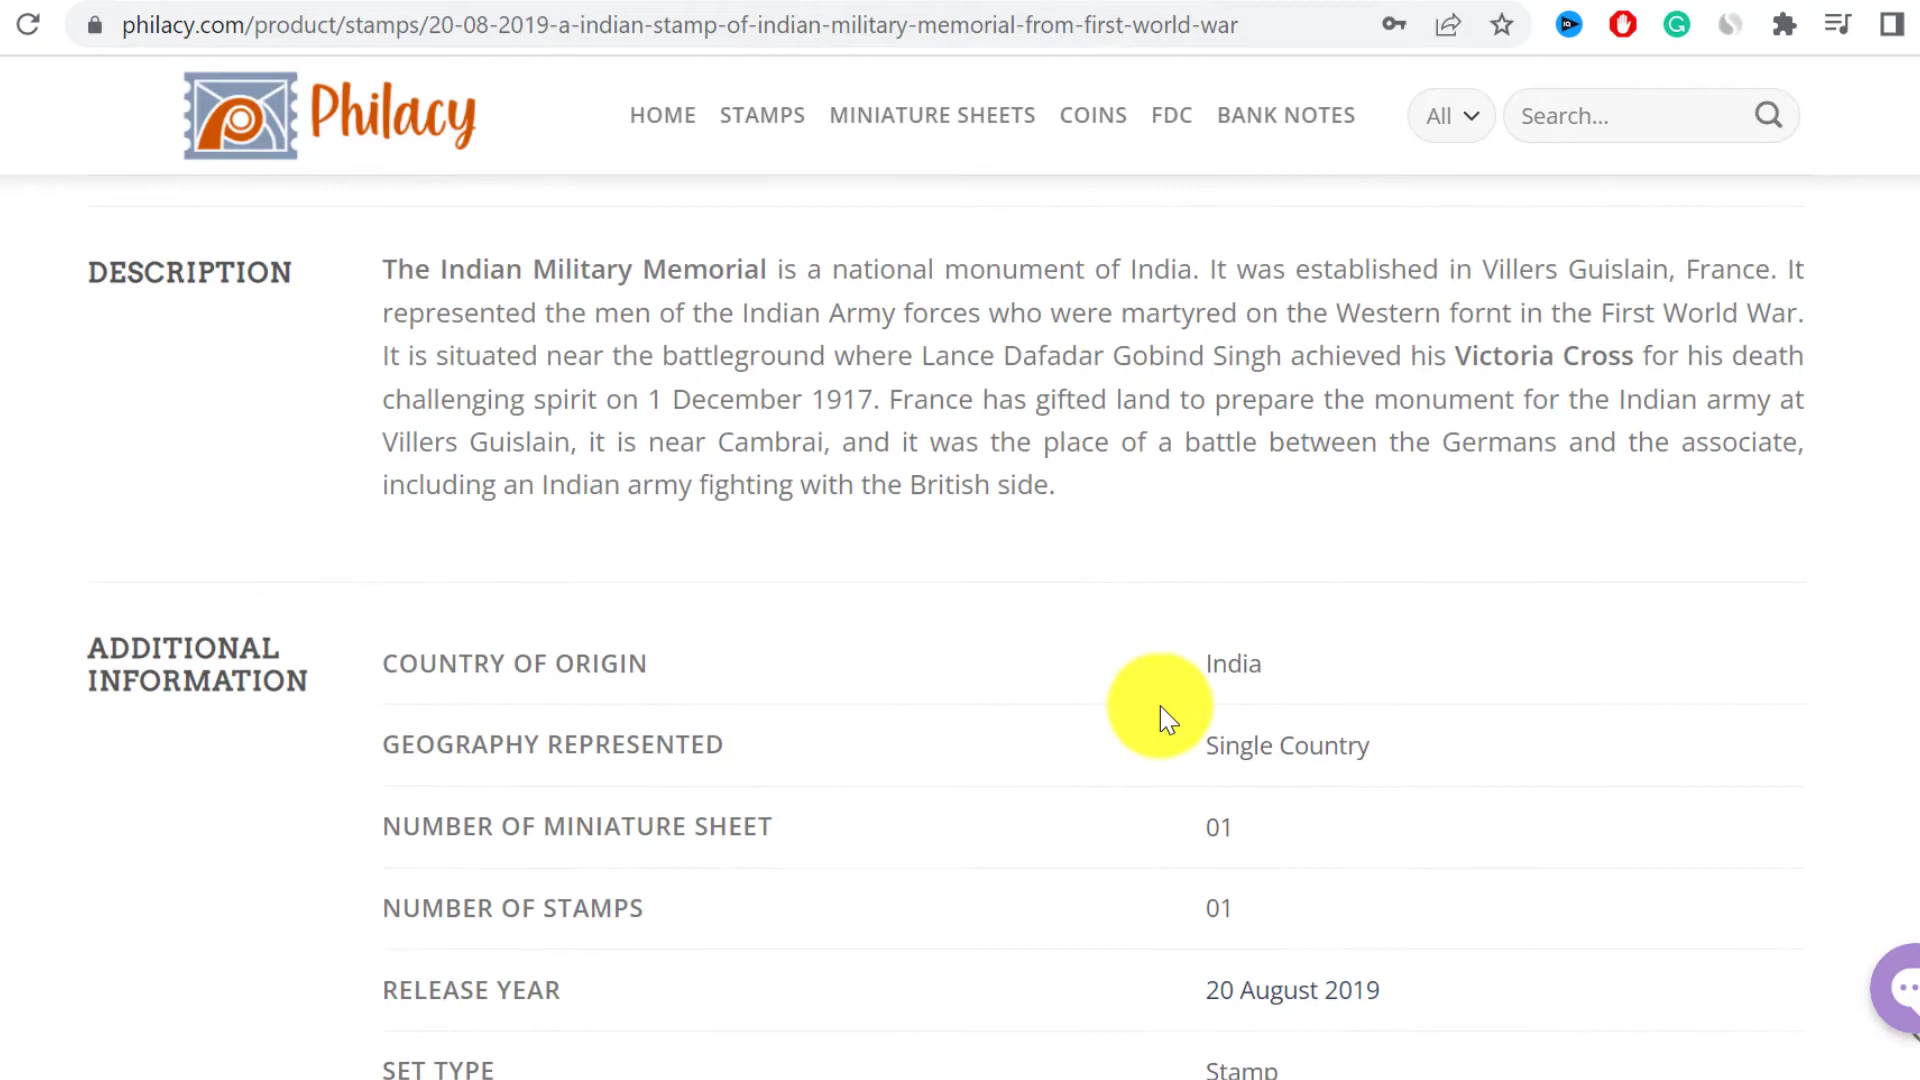 philacy.com/product/stamps/20-08-2019-a-indian-stamp-of-indian-military-memorial-from-first-world-war
Philacy
HOME STAMPS MINIATURE SHEETS COINS FDC BANK NOTES All Search...
DESCRIPTION
The Indian Military Memorial is a national monument of India. It was established in Villers Guislain, France. It
represented the men of the Indian Army forces who were martyred on the Western fornt in the First World War.
It is situated near the battleground where Lance Dafadar Gobind Singh achieved his Victoria Cross for his death
challenging spirit on 1 December 1917. France has gifted land to prepare the monument for the Indian army at
Villers Guislain, it is near Cambrai, and it was the place of a battle between the Germans and the associate,
including an Indian army fighting with the British side.
ADDITIONAL
INFORMATION
COUNTRY OF ORIGIN India
GEOGRAPHY REPRESENTED Single Country
NUMBER OF MINIATURE SHEET 01
NUMBER OF STAMPS 01
RELEASE YEAR 20 August 2019
SET TYPE Stamp